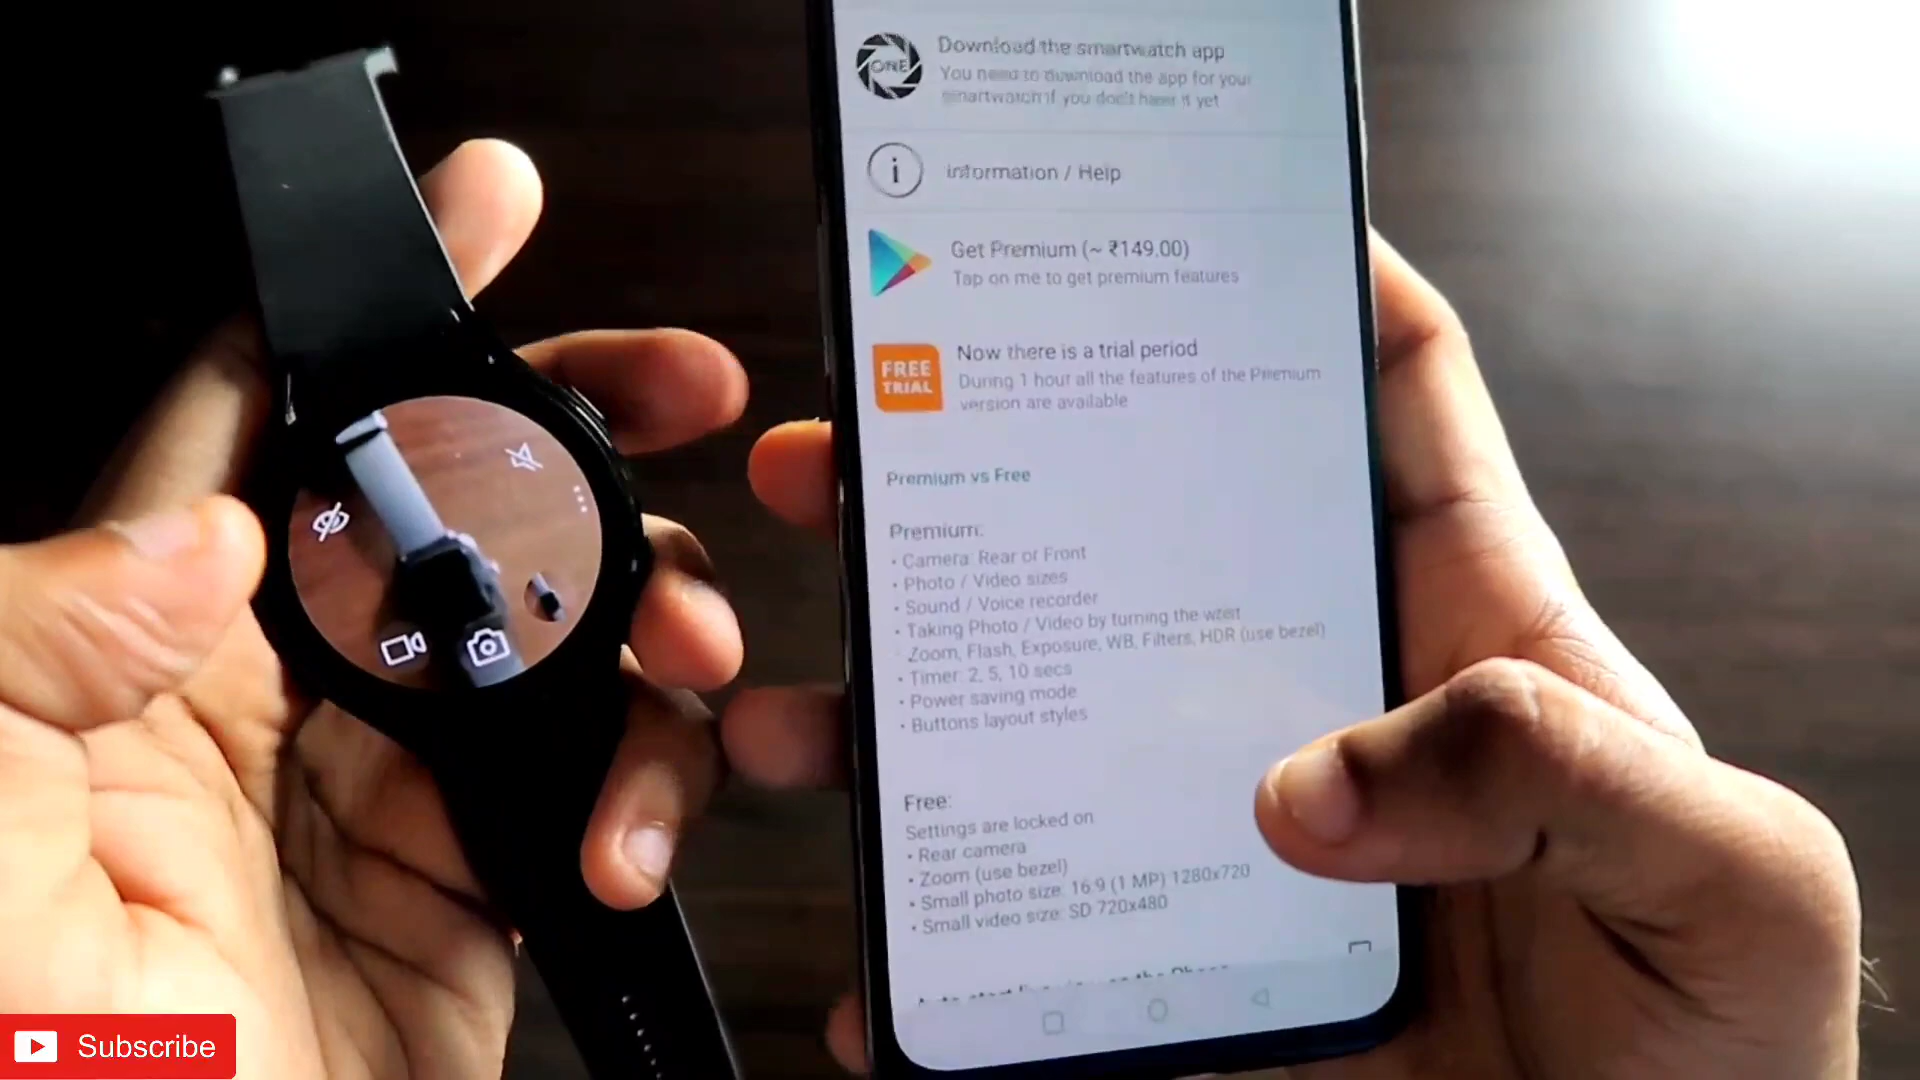 ONE
Download the smartwatch app
You need to download the app for your
smartwatch if you don't have it yet
i
Information / Help
Get Premium (~ ₹149.00)
Tap on me to get premium features
FREE
TRIAL
Now there is a trial period
During 1 hour all the features of the Premium
version are available
Premium vs Free
Premium:
• Camera: Rear or Front
• Photo / Video sizes
• Sound / Voice recorder
• Taking Photo / Video by turning the wrist
• Zoom, Flash, Exposure, WB, Filters, HDR (use bezel)
• Timer: 2, 5, 10 secs
• Power saving mode
• Buttons layout styles
Free:
Settings are locked on
• Rear camera
• Zoom (use bezel)
• Small photo size: 16:9 (1 MP) 1280x720
• Small video size: SD 720x480
Subscribe